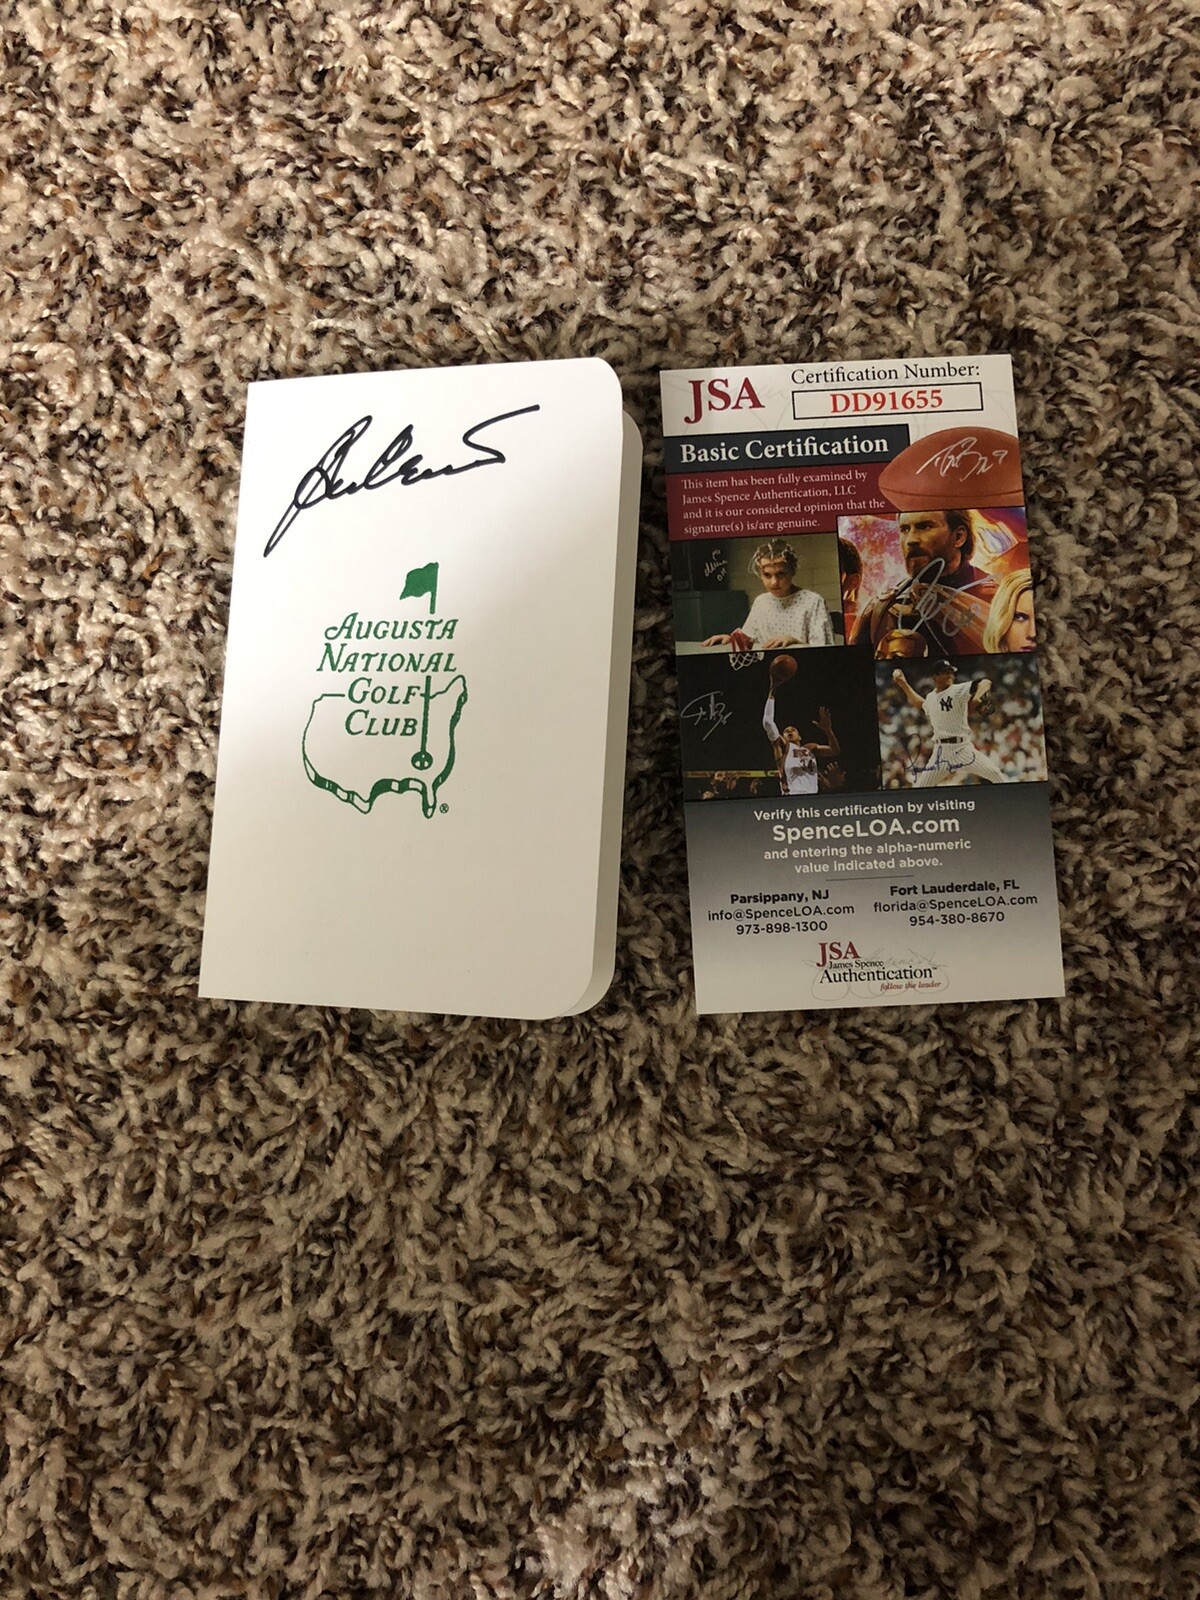 AUGUSTA
NATIONAL
GOLF
CLUB
®
JSA
Certification Number:
DD91655
Basic Certification
This item has been fully examined by
James Spence Authentication, LLC
and it is our considered opinion that the
signature(s) is/are genuine.
NY
Verify this certification by visiting
SpenceLOA.com
and entering the alpha-numeric
value indicated above.
Parsippany, NJ
info@SpenceLOA.com
973-898-1300
Fort Lauderdale, FL
florida@SpenceLOA.com
954-380-8670
JSA
James Spence
Authentication™
follow the leader